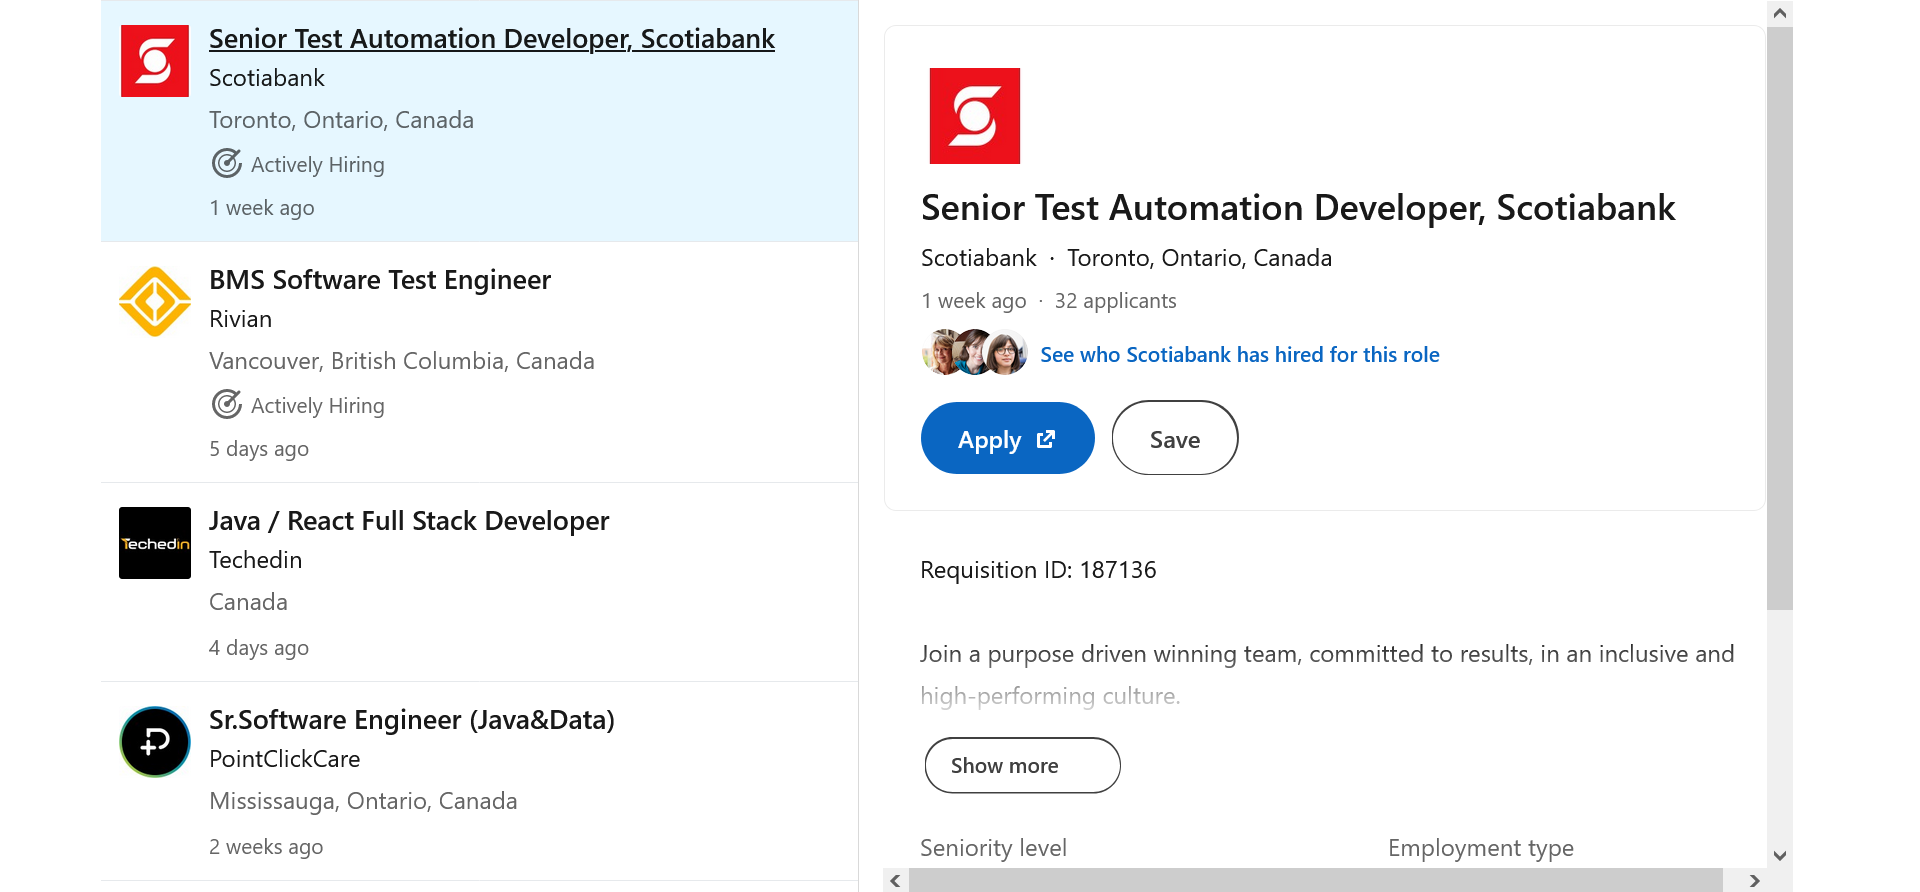 Senior Test Automation Developer, Scotiabank
Scotiabank
Toronto, Ontario, Canada
Actively Hiring
1 week ago
BMS Software Test Engineer
Rivian
Vancouver, British Columbia, Canada
Actively Hiring
5 days ago
Techedin
Java / React Full Stack Developer
Techedin
Canada
4 days ago
Sr.Software Engineer (Java&Data)
PointClickCare
Mississauga, Ontario, Canada
2 weeks ago
Senior Test Automation Developer, Scotiabank
Scotiabank · Toronto, Ontario, Canada
1 week ago · 32 applicants
See who Scotiabank has hired for this role
Apply
Save
Requisition ID: 187136
Join a purpose driven winning team, committed to results, in an inclusive and
high-performing culture.
Show more
Seniority level
Employment type